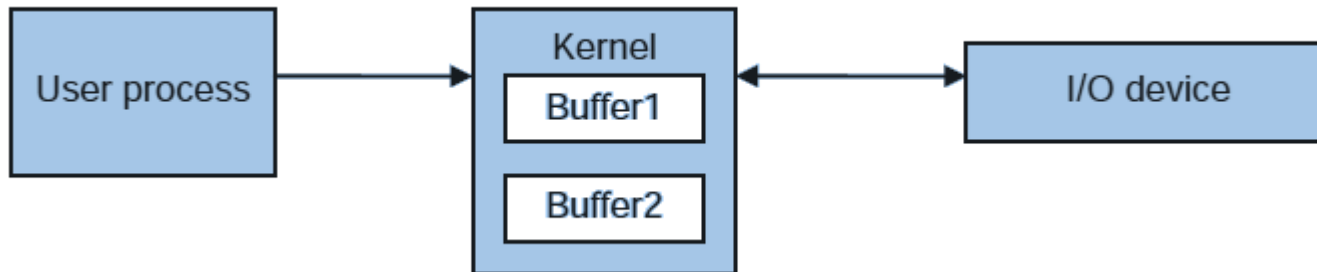 User process
Kernel
Buffer1
Buffer2
I/O device